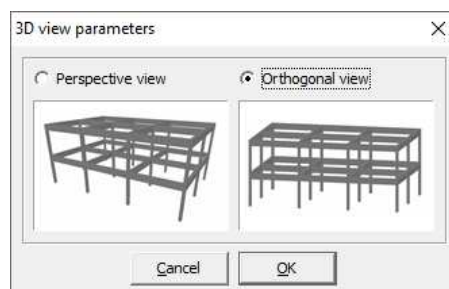 3D view parameters
Perspective view
Orthogonal view
Cancel
OK